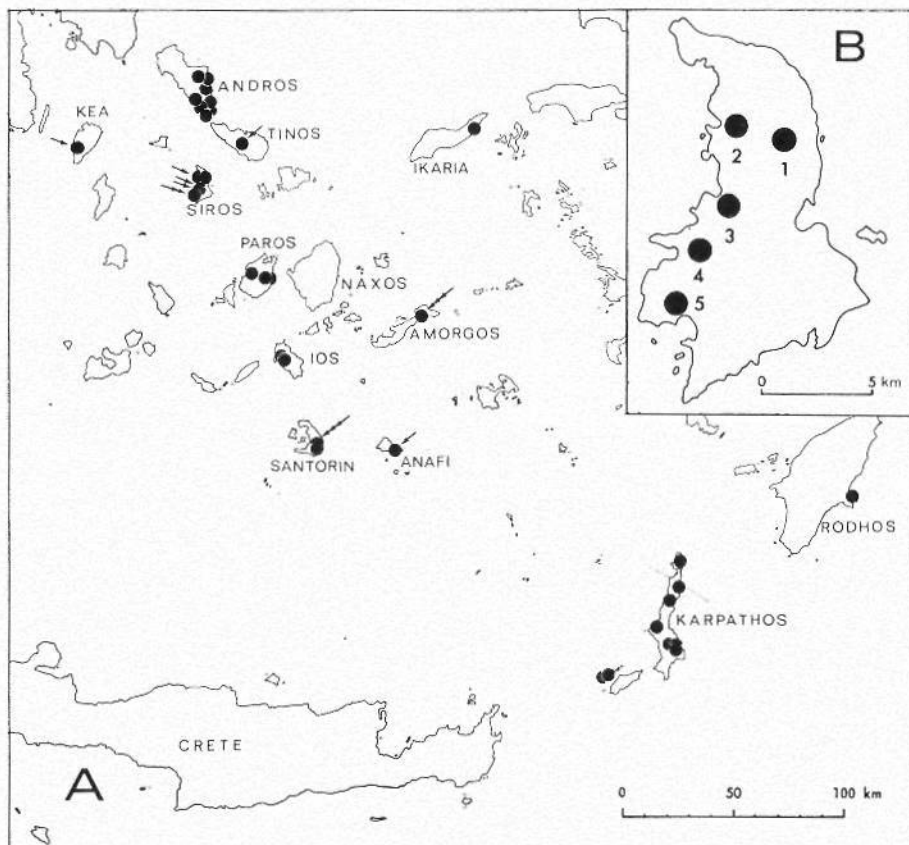 B
ANDROS
KEA
TINOS
IKARIA
2
1
SIROS
3
PAROS
4
NAXOS
5
AMORGOS
IOS
0 5 km
SANTORIN
ANAFI
RODHOS
KARPATHOS
CRETE
A
0 50 100 km